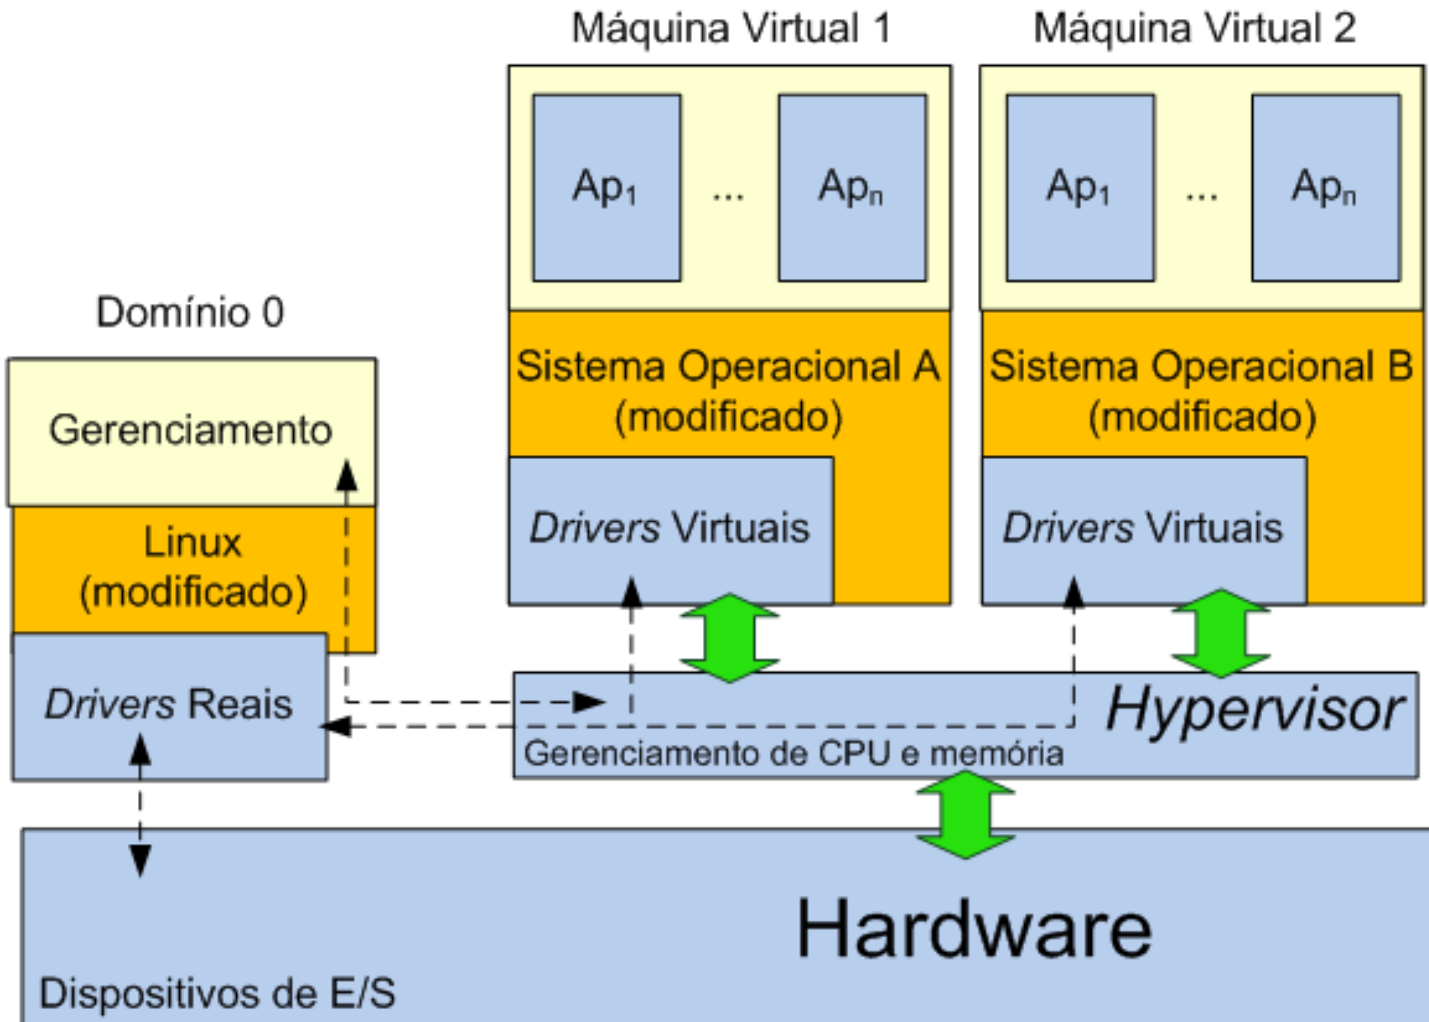 Máquina Virtual 1
Máquina Virtual 2
Ap1 ... Apn
Ap1 ... Apn
Domínio 0
Gerenciamento
Linux
(modificado)
Drivers Reais
Sistema Operacional A
(modificado)
Drivers Virtuais
Sistema Operacional B
(modificado)
Drivers Virtuais
Hypervisor
Gerenciamento de CPU e memória
Hardware
Dispositivos de E/S